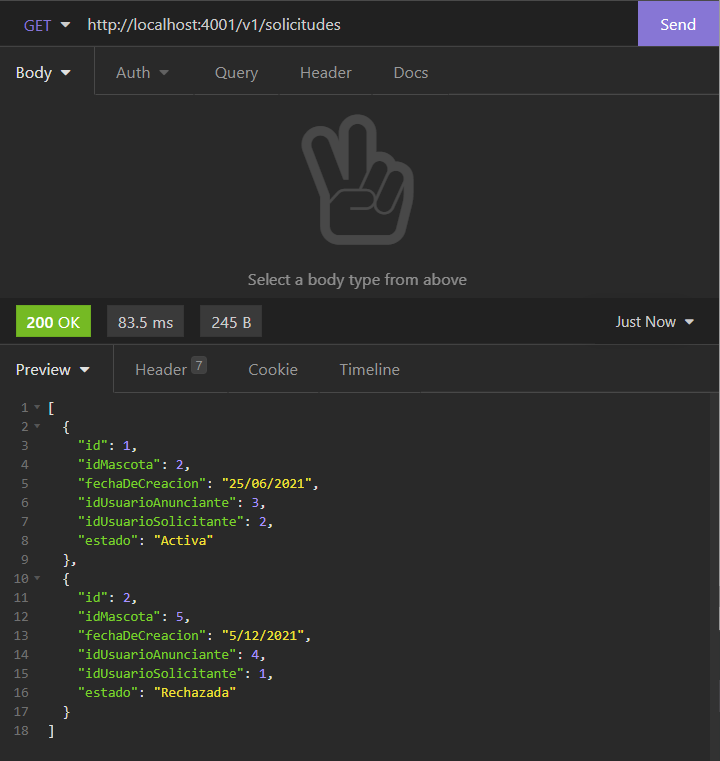 GET http://localhost:4001/v1/solicitudes Send
Body Auth Query Header Docs
Select a body type from above
200 OK 83.5 ms 245 B Just Now
Preview Header 7 Cookie Timeline
1 [
2 {
3 "id": 1,
4 "idMascota": 2,
5 "fechaDeCreacion": "25/06/2021",
6 "idUsuarioAnunciante": 3,
7 "idUsuarioSolicitante": 2,
8 "estado": "Activa"
9 },
10 {
11 "id": 2,
12 "idMascota": 5,
13 "fechaDeCreacion": "5/12/2021",
14 "idUsuarioAnunciante": 4,
15 "idUsuarioSolicitante": 1,
16 "estado": "Rechazada"
17 }
18 ]